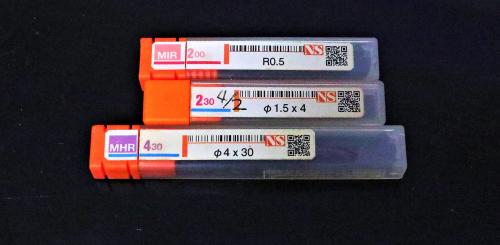 MIR 200 NS
R0.5
230 4/2 NS
φ1.5 x 4
MHR 430 NS
φ4 x 30